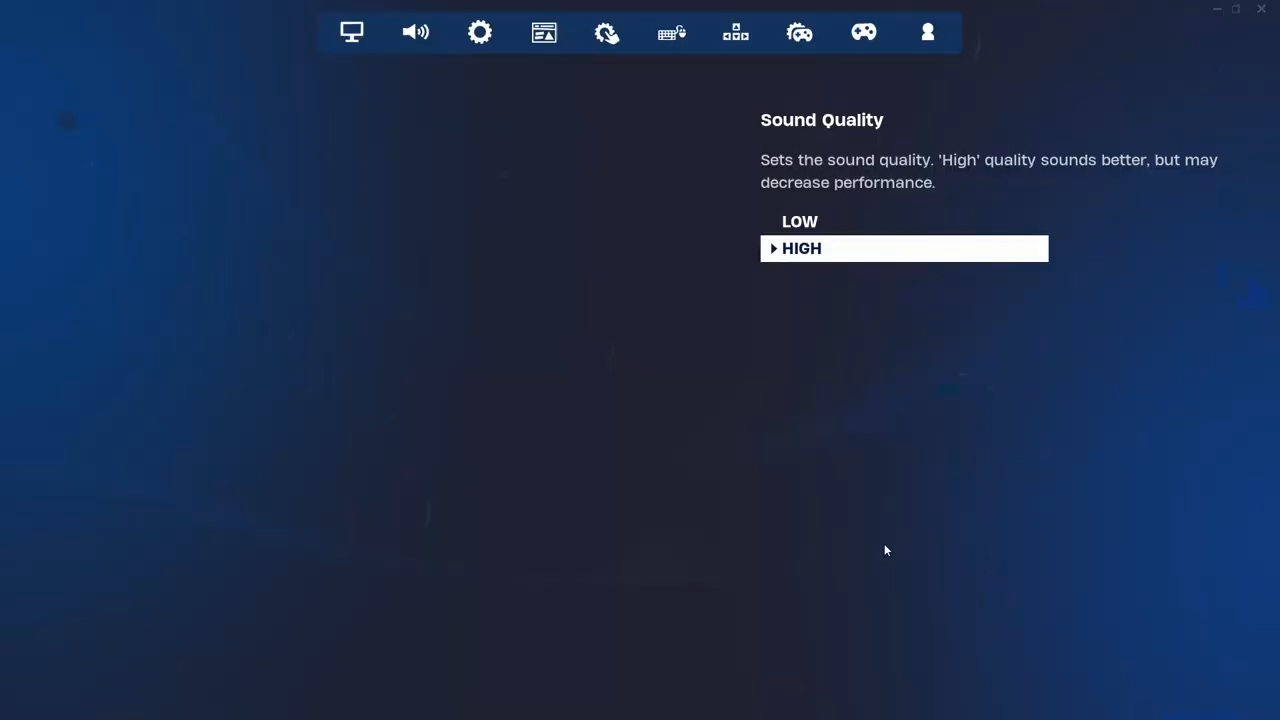 Sound Quality
Sets the sound quality. 'High' quality sounds better, but may
decrease performance.
LOW
HIGH